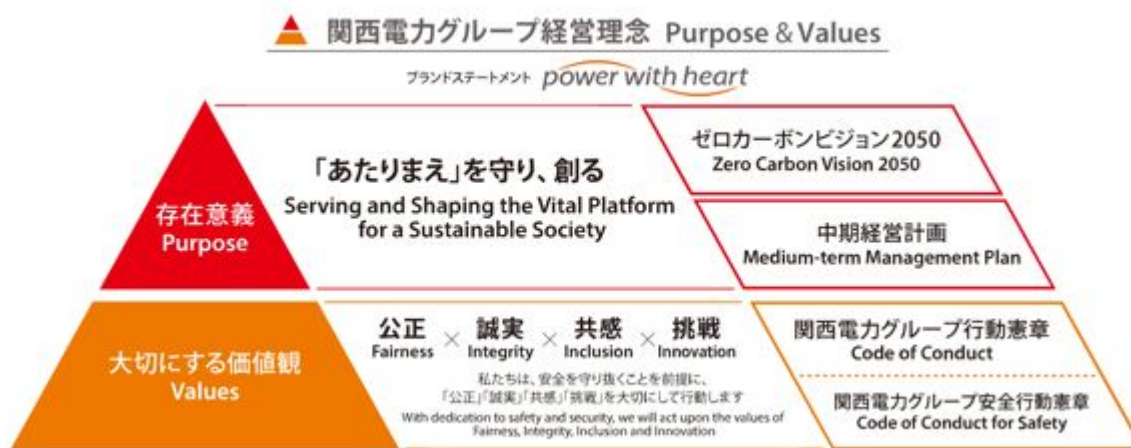 関西電力グループ経営理念 Purpose & Values
ブランドステートメント power with heart
存在意義
Purpose
「あたりまえ」を守り、創る
Serving and Shaping the Vital Platform
for a Sustainable Society
ゼロカーボンビジョン2050
Zero Carbon Vision 2050
中期経営計画
Medium-term Management Plan
大切にする価値観
Values
公正 × 誠実 × 共感 × 挑戦
Fairness Integrity Inclusion Innovation
私たちは、安全を守り抜くことを前提に、
「公正」「誠実」「共感」「挑戦」を大切にして行動します
With dedication to safety and security, we will act upon the values of
Fairness, Integrity, Inclusion and Innovation
関西電力グループ行動憲章
Code of Conduct
関西電力グループ安全行動憲章
Code of Conduct for Safety